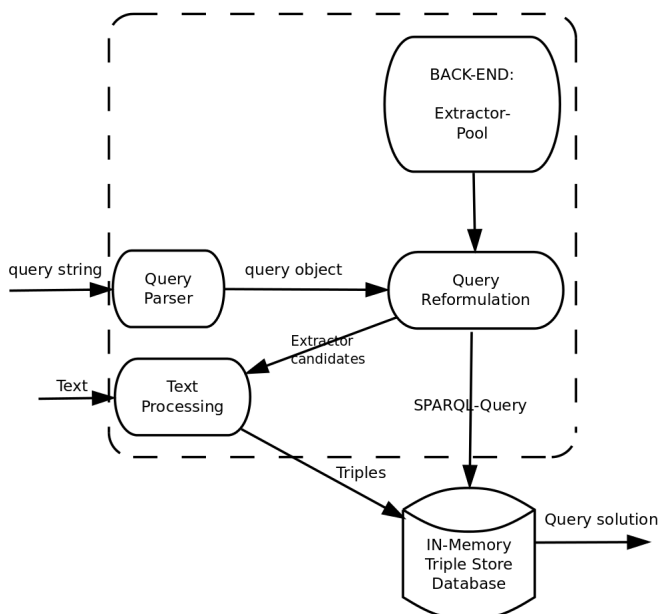 BACK-END:
Extractor-
Pool
query string
Query
Parser
query object
Query
Reformulation
Extractor
candidates
Text
Text
Processing
SPARQL-Query
Triples
IN-Memory
Triple Store
Database
Query solution